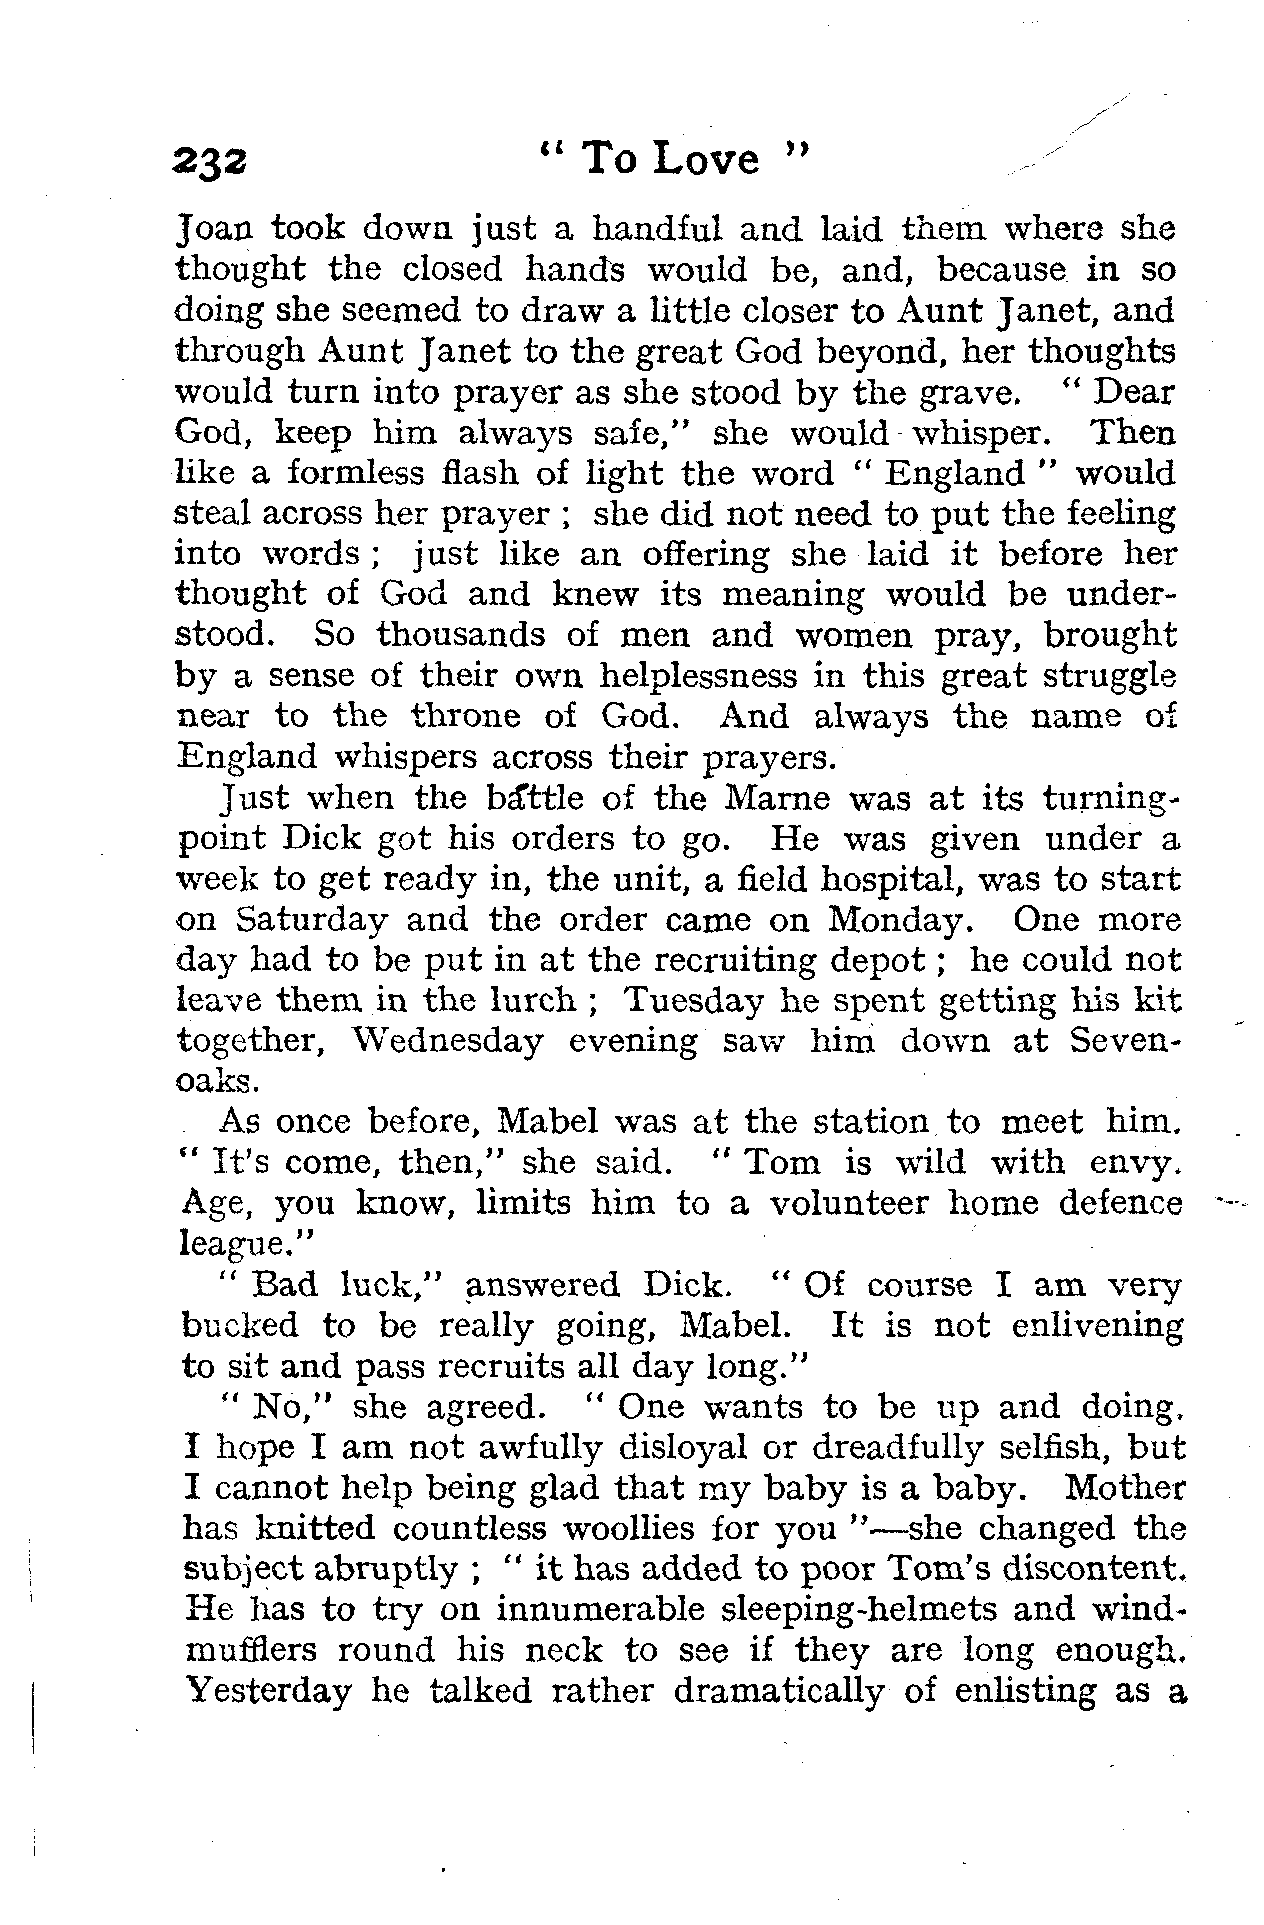 232 " To Love "
Joan took down just a handful and laid them where she
thought the closed hands would be, and, because in so
doing she seemed to draw a little closer to Aunt Janet, and
through Aunt Janet to the great God beyond, her thoughts
would turn into prayer as she stood by the grave. " Dear
God, keep him always safe," she would whisper. Then
like a formless flash of light the word " England " would
steal across her prayer ; she did not need to put the feeling
into words ; just like an offering she laid it before her
thought of God and knew its meaning would be under-
stood. So thousands of men and women pray, brought
by a sense of their own helplessness in this great struggle
near to the throne of God. And always the name of
England whispers across their prayers.
Just when the battle of the Marne was at its turning-
point Dick got his orders to go. He was given under a
week to get ready in, the unit, a field hospital, was to start
on Saturday and the order came on Monday. One more
day had to be put in at the recruiting depot ; he could not
leave them in the lurch ; Tuesday he spent getting his kit
together, Wednesday evening saw him down at Seven-
oaks.
As once before, Mabel was at the station to meet him.
" It's come, then," she said. " Tom is wild with envy.
Age, you know, limits him to a volunteer home defence
league."
" Bad luck," answered Dick. " Of course I am very
bucked to be really going, Mabel. It is not enlivening
to sit and pass recruits all day long."
" No," she agreed. " One wants to be up and doing.
I hope I am not awfully disloyal or dreadfully selfish, but
I cannot help being glad that my baby is a baby. Mother
has knitted countless woollies for you "—she changed the
subject abruptly ; " it has added to poor Tom's discontent.
He has to try on innumerable sleeping-helmets and wind-
mufflers round his neck to see if they are long enough.
Yesterday he talked rather dramatically of enlisting as a